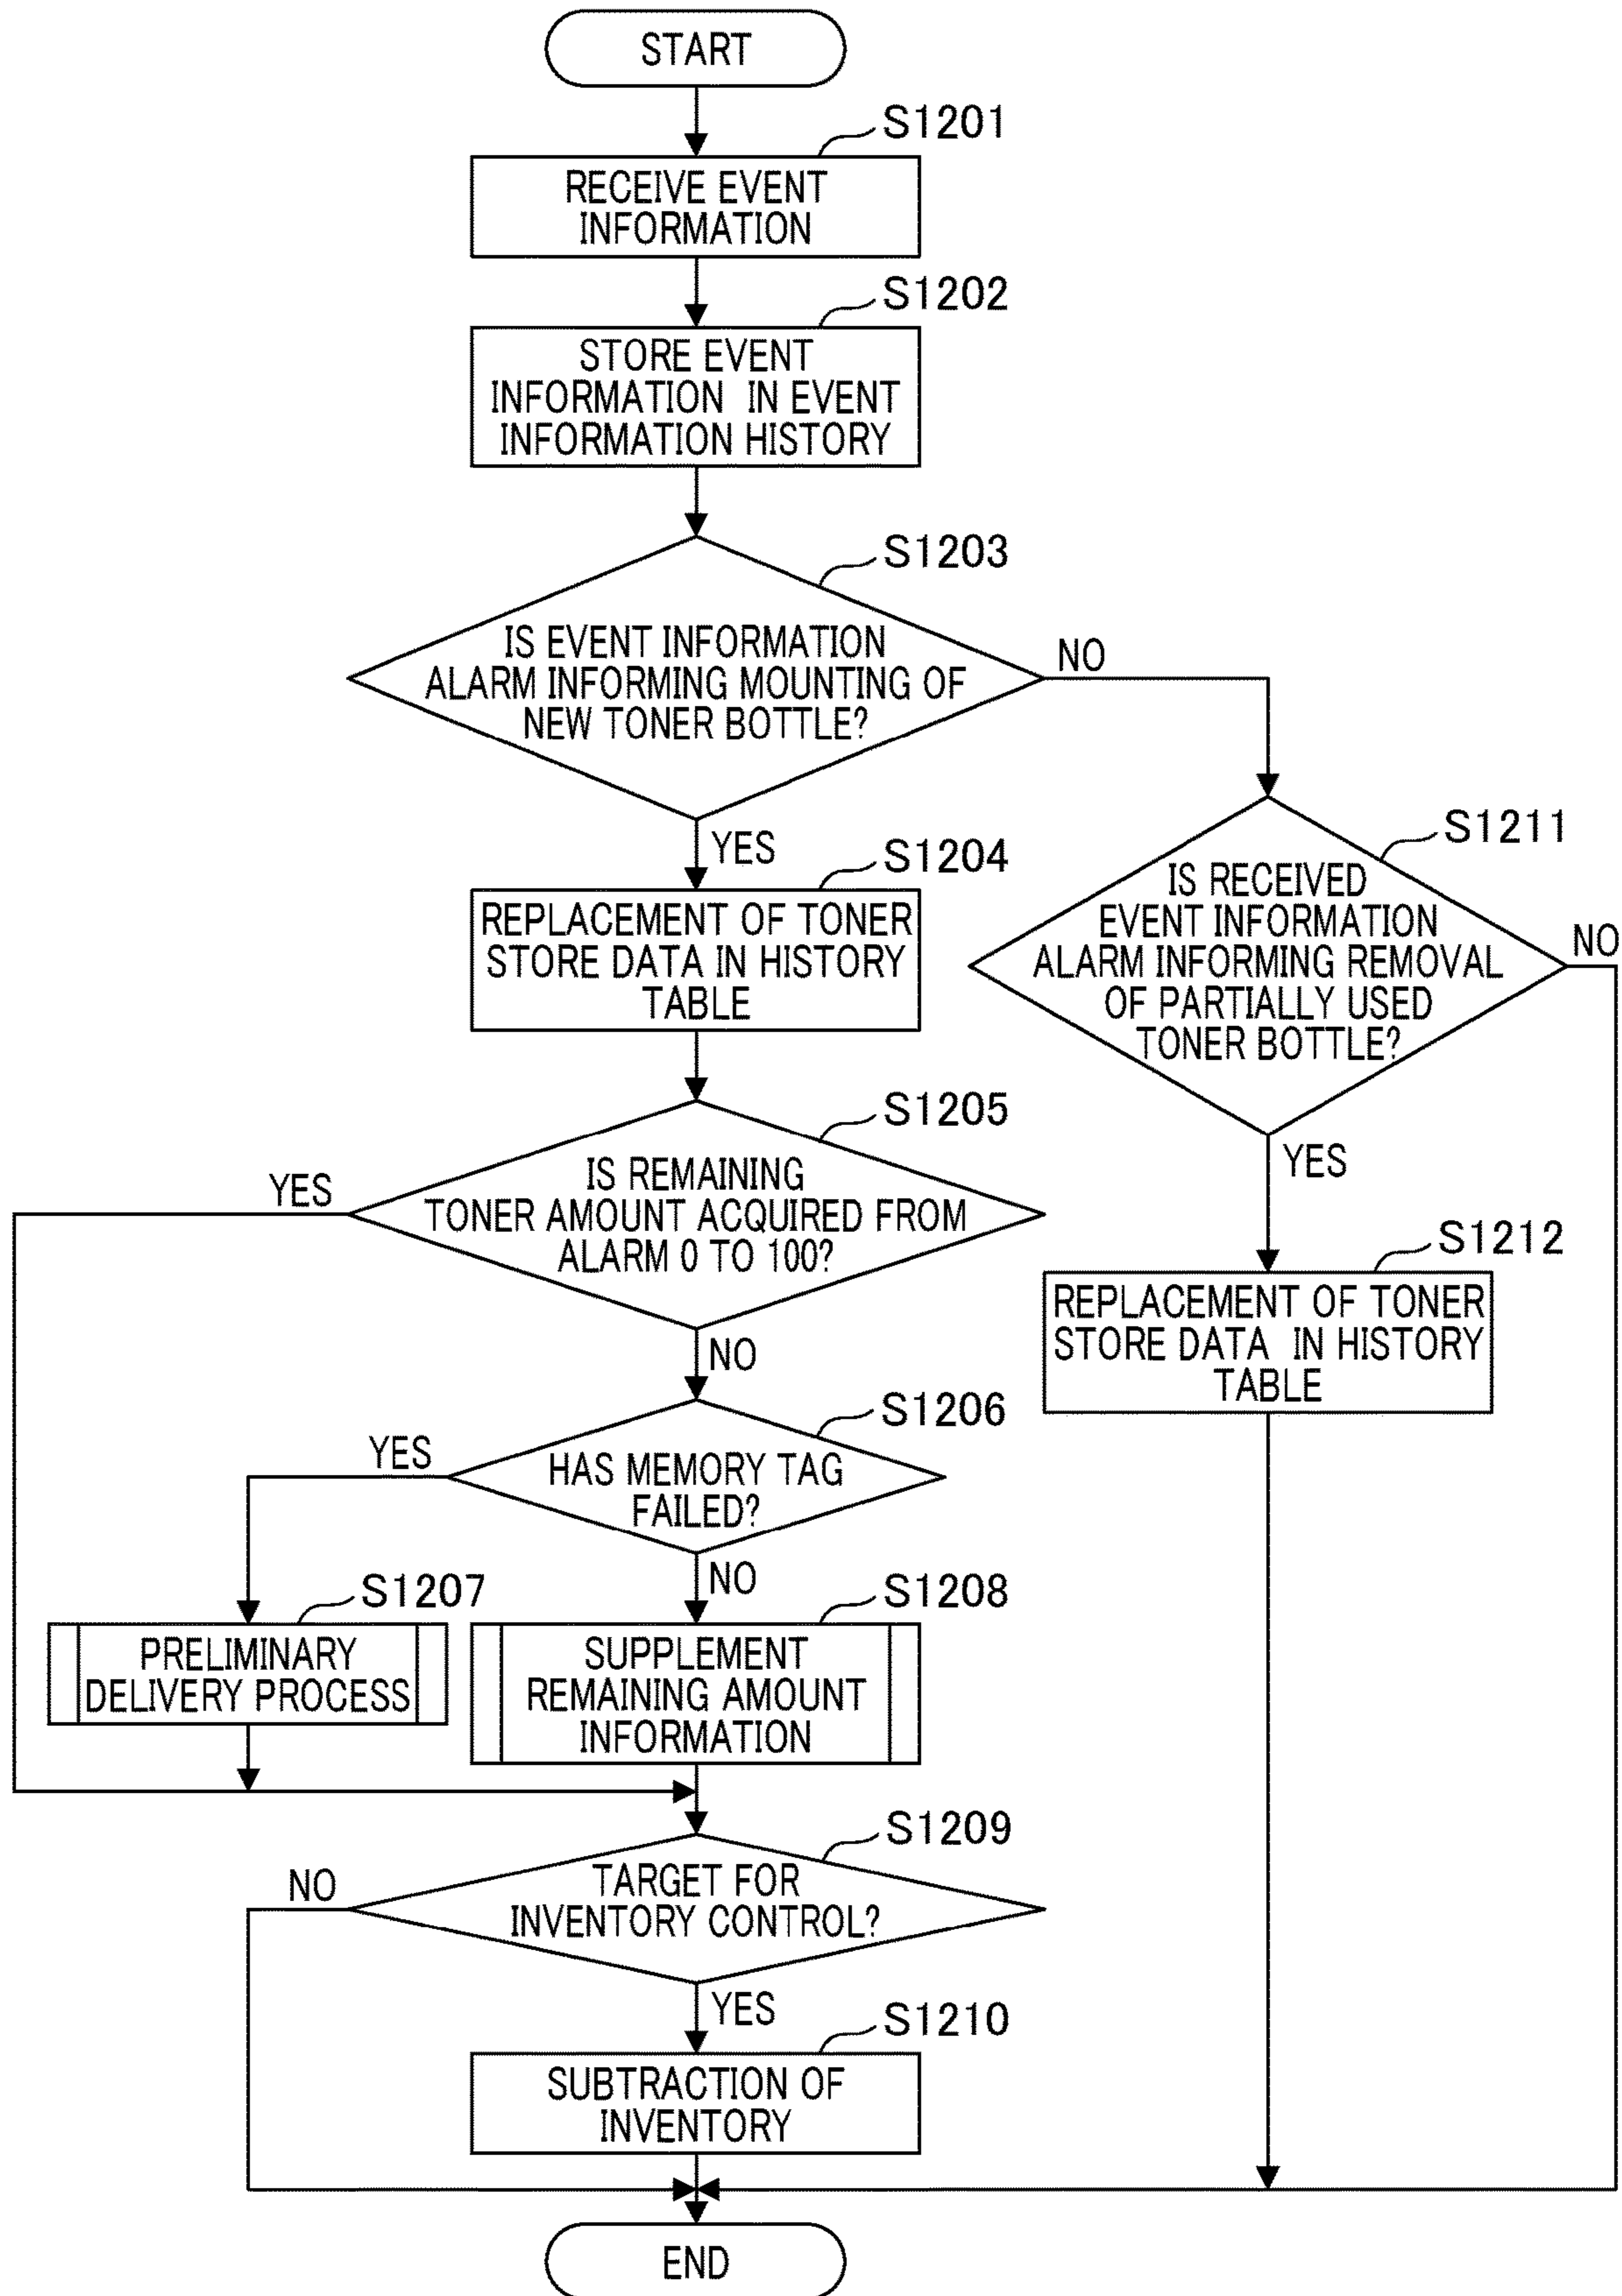 START
S1201
RECEIVE EVENT
INFORMATION
S1202
STORE EVENT
INFORMATION IN EVENT
INFORMATION HISTORY
S1203
IS EVENT INFORMATION
ALARM INFORMING MOUNTING OF
NEW TONER BOTTLE?
NO
YES
S1204
REPLACEMENT OF TONER
STORE DATA IN HISTORY
TABLE
S1211
IS RECEIVED
EVENT INFORMATION
ALARM INFORMING REMOVAL
OF PARTIALLY USED
TONER BOTTLE?
NO
YES
S1205
IS REMAINING
TONER AMOUNT ACQUIRED FROM
ALARM 0 TO 100?
YES
NO
S1212
REPLACEMENT OF TONER
STORE DATA IN HISTORY
TABLE
S1206
HAS MEMORY TAG
FAILED?
YES
NO
S1207
PRELIMINARY
DELIVERY PROCESS
S1208
SUPPLEMENT
REMAINING AMOUNT
INFORMATION
S1209
TARGET FOR
INVENTORY CONTROL?
NO
YES
S1210
SUBTRACTION OF
INVENTORY
END